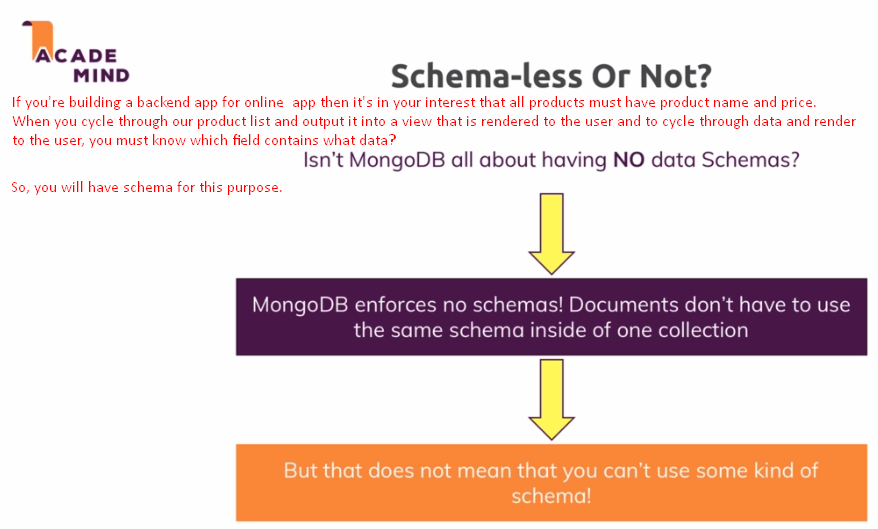 ACADE
MIND
Schema-less Or Not?
If you're building a backend app for online app then it's in your interest that all products must have product name and price.
When you cycle through our product list and output it into a view that is rendered to the user and to cycle through data and render
to the user, you must know which field contains what data?
Isn't MongoDB all about having NO data Schemas?
So, you will have schema for this purpose.
MongoDB enforces no schemas! Documents don't have to use
the same schema inside of one collection
But that does not mean that you can't use some kind of
schema!